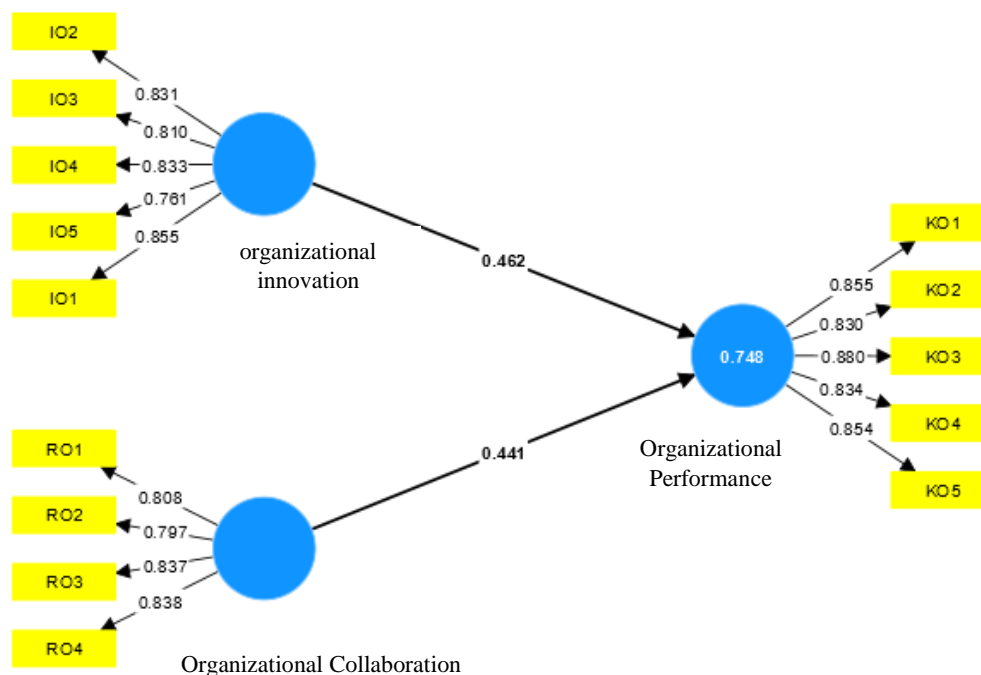 IO2
0.831
IO3
0.810
IO4
0.833
IO5
0.761
IO1
0.855
organizational
innovation
0.462
KO1
0.855
KO2
0.830
0.748
0.880
KO3
0.834
KO4
0.854
KO5
Organizational
Performance
0.441
RO1
0.808
RO2
0.797
RO3
0.837
0.838
RO4
Organizational Collaboration